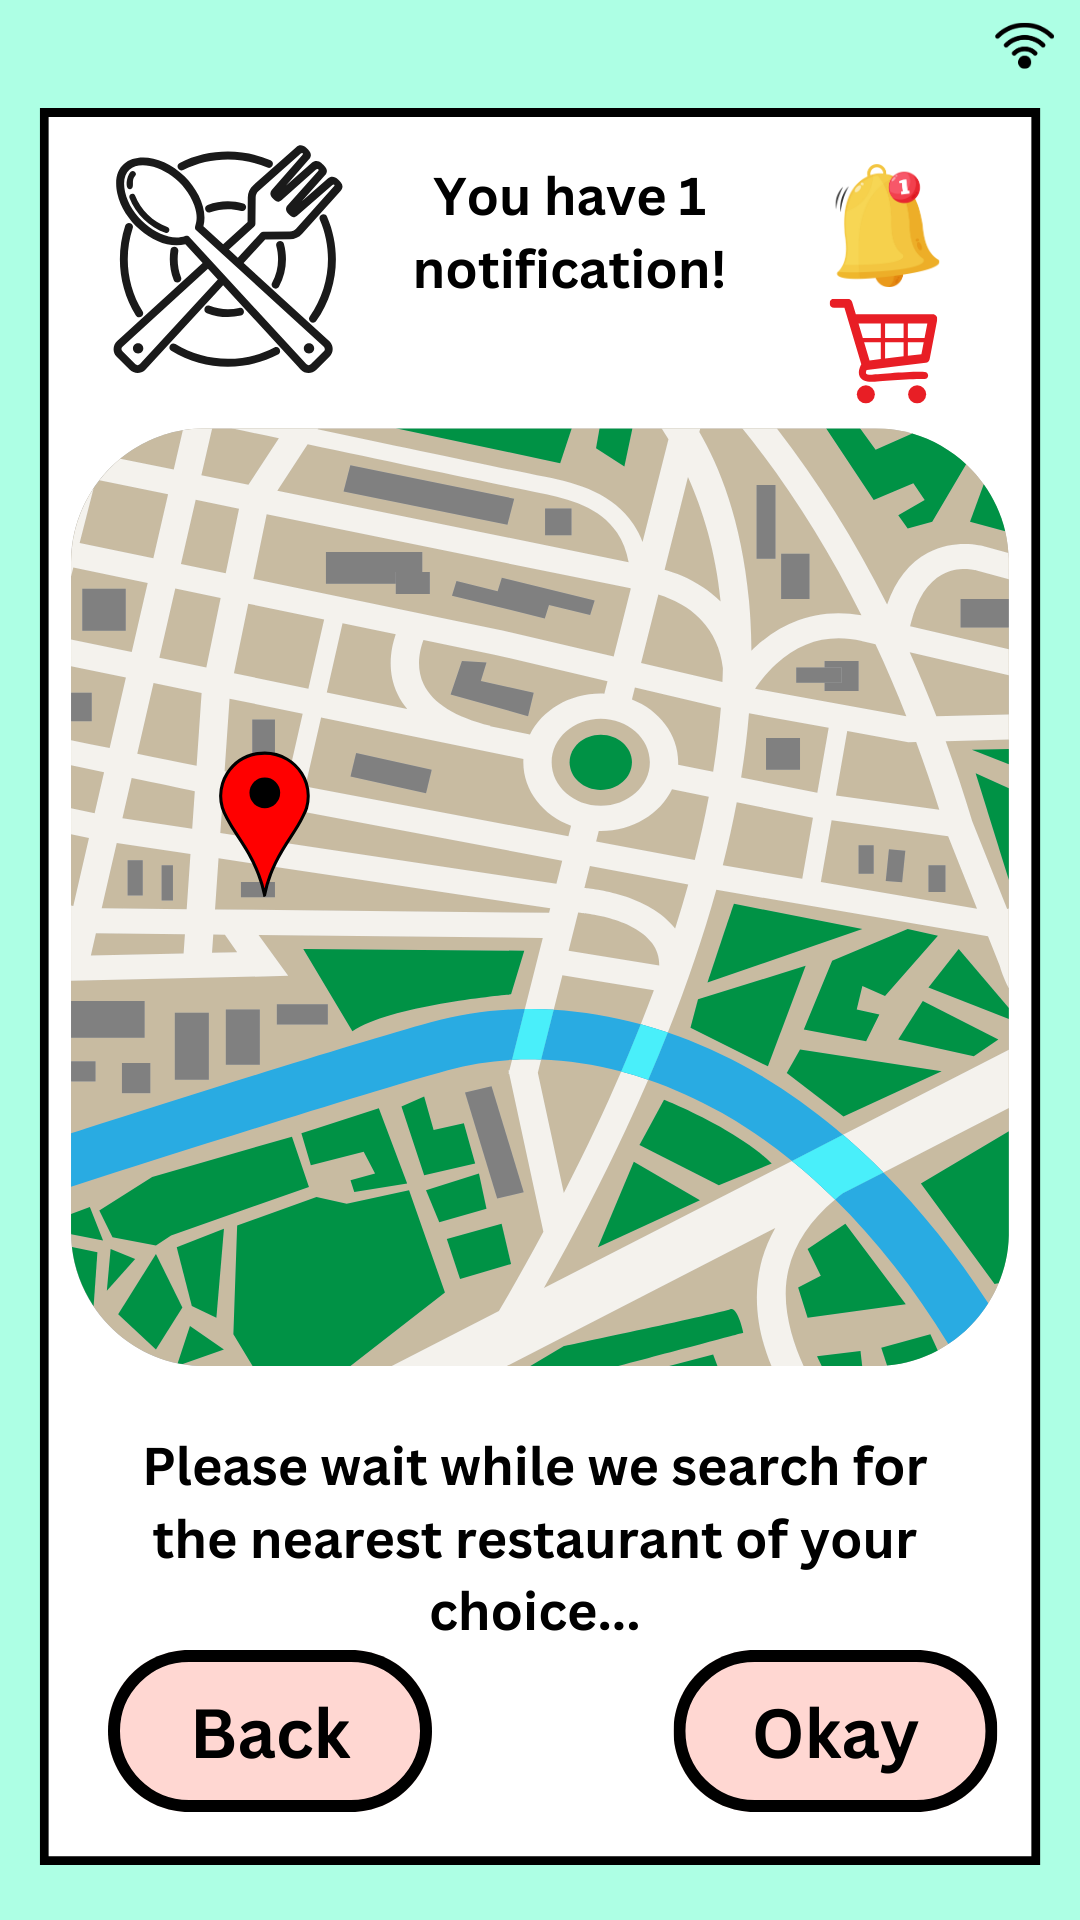 You have 1
notification!
1
Please wait while we search for
the nearest restaurant of your
choice...
Back
Okay